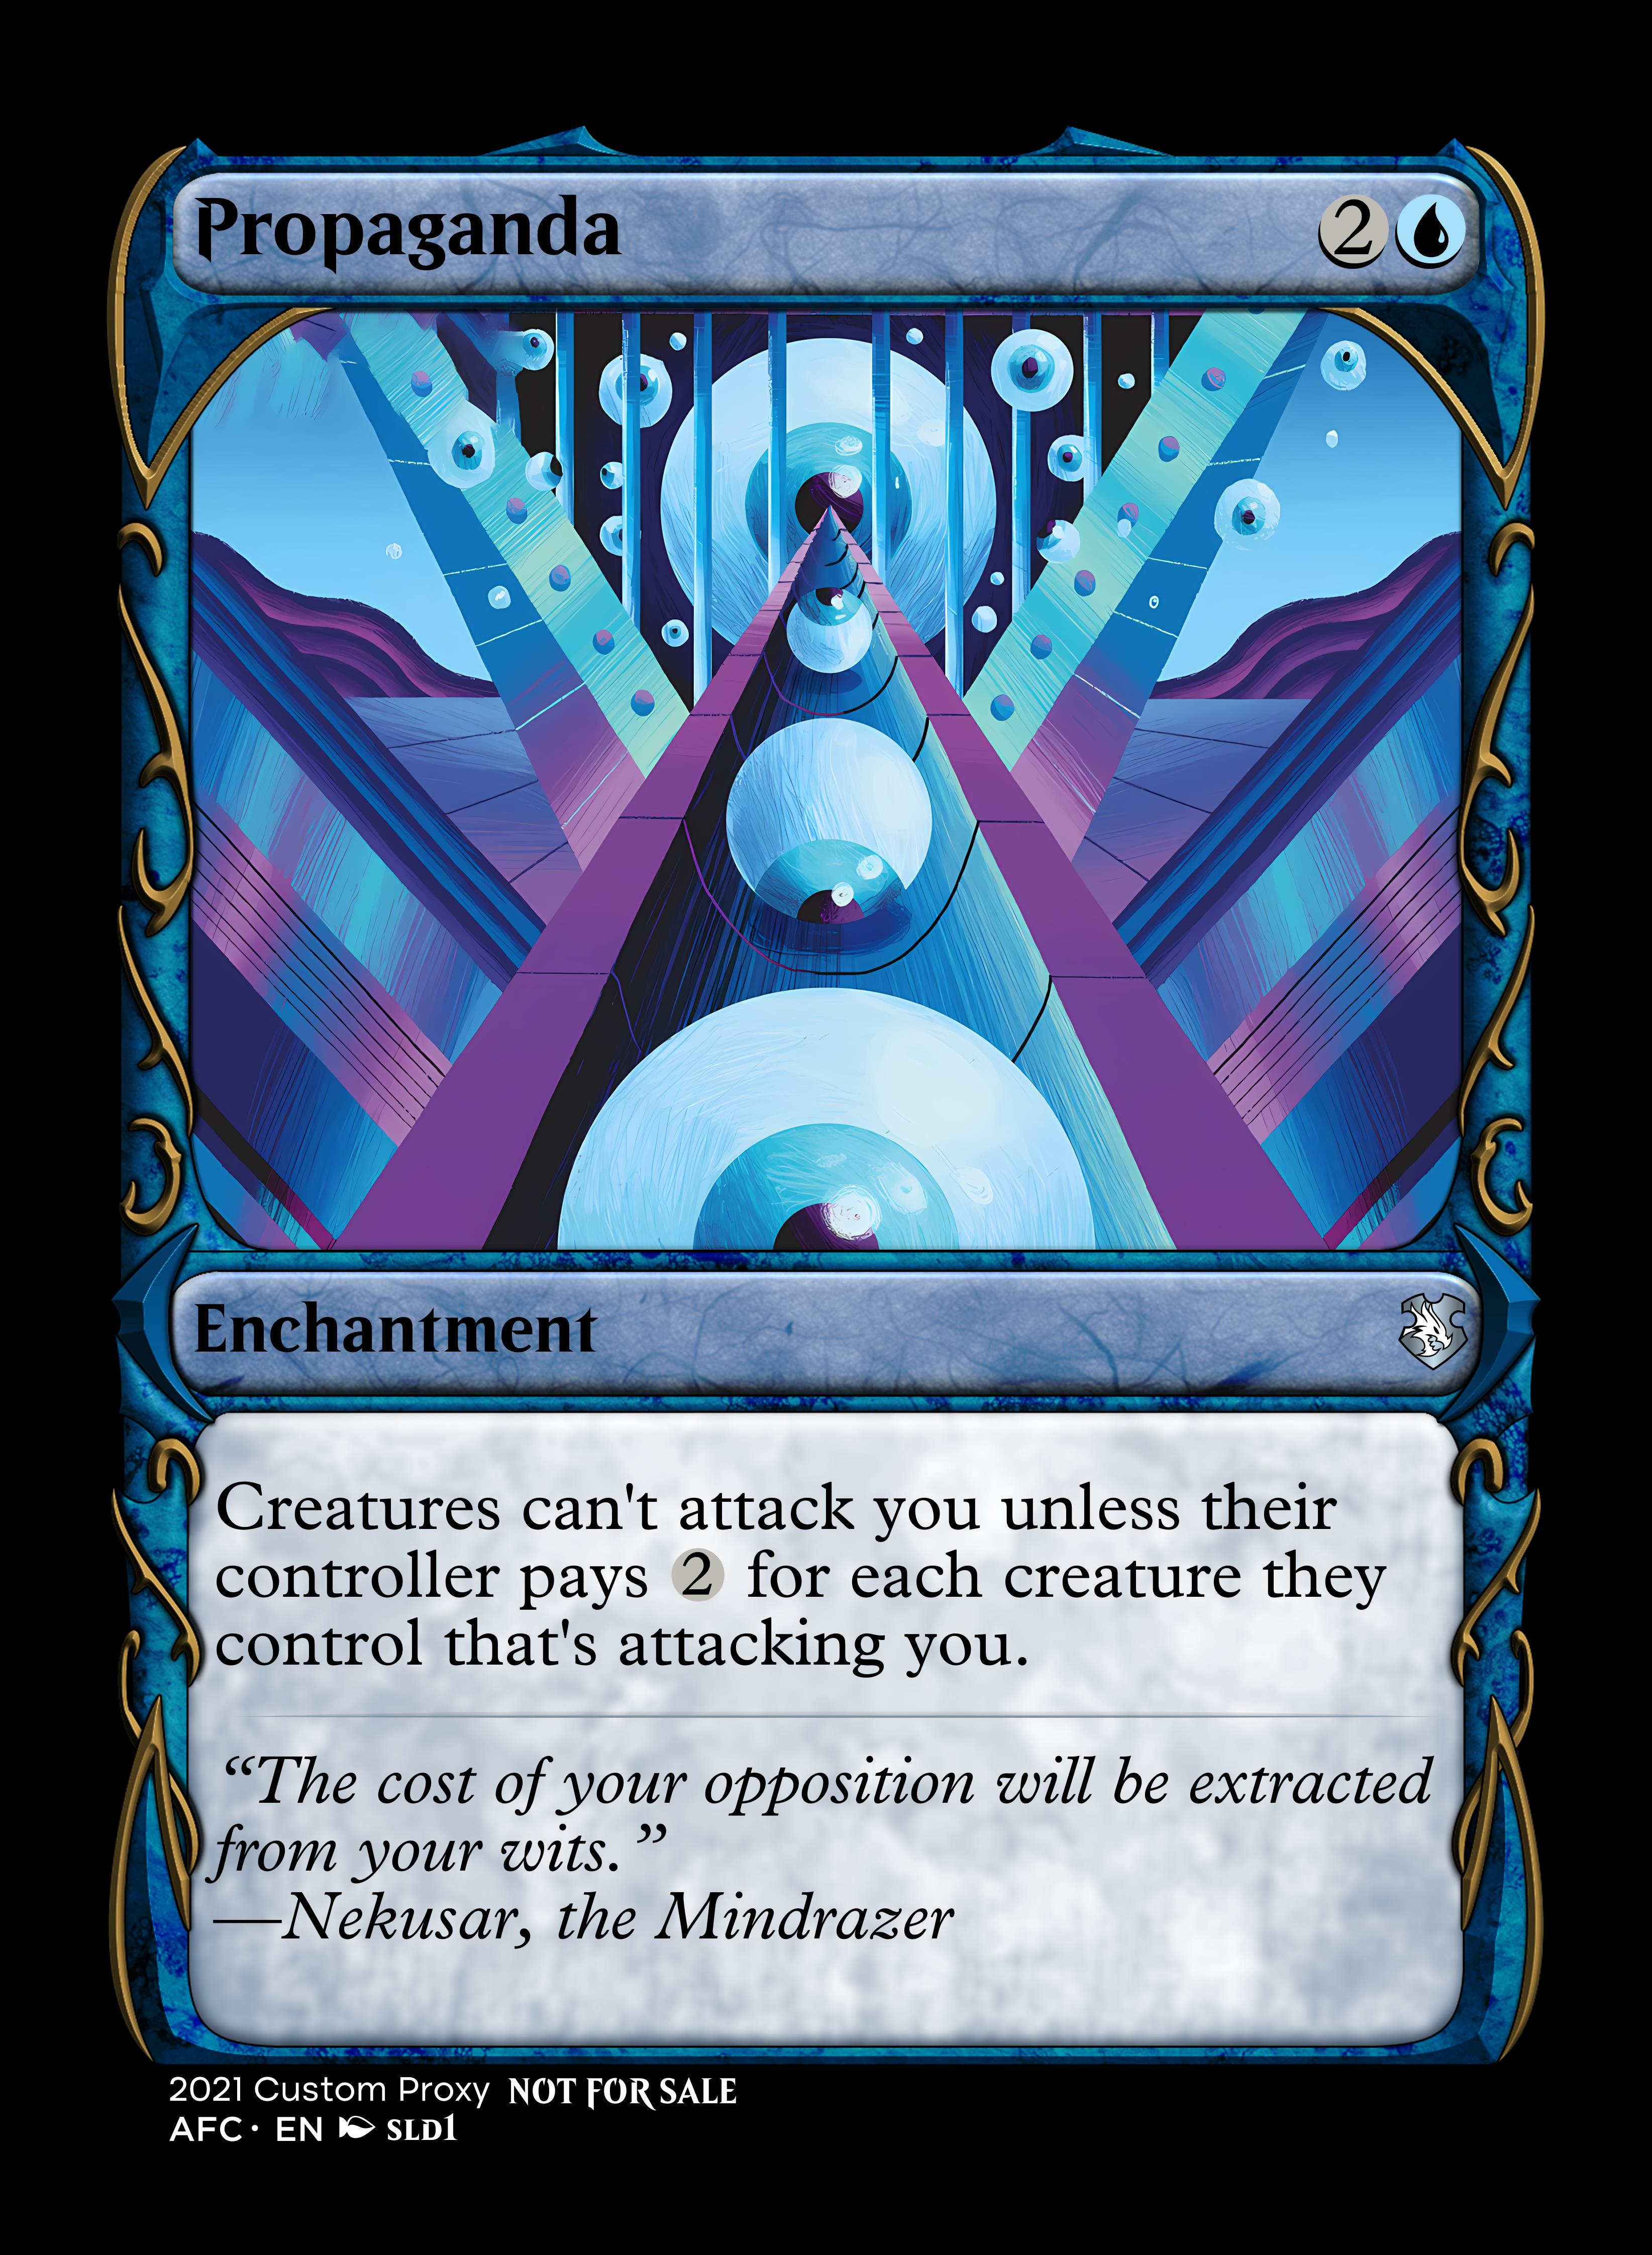 Propaganda 2
Enchantment
Creatures can't attack you unless their
controller pays 2 for each creature they
control that's attacking you.
“The cost of your opposition will be extracted
from your wits.”
—Nekusar, the Mindrazer
2021 Custom Proxy NOT FOR SALE
AFC • EN SLD1